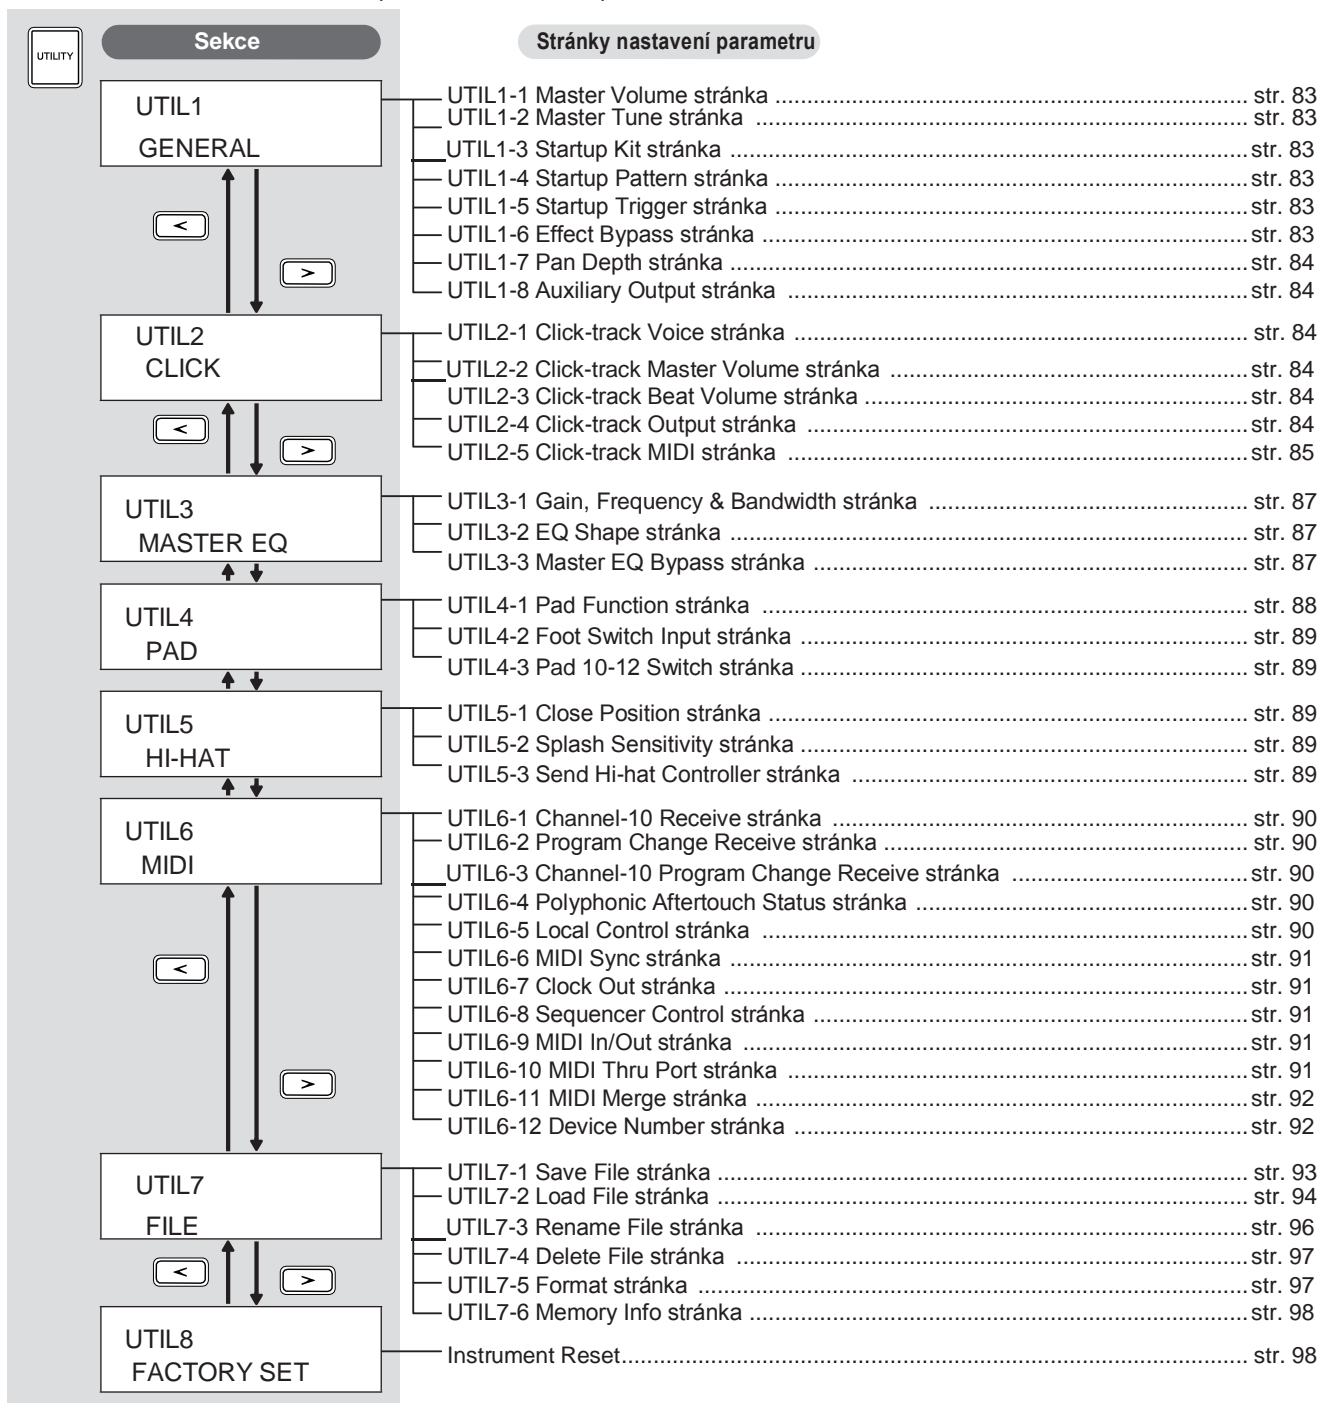 UTILITY
Sekce
Stránky nastavení parametru
UTIL1
GENERAL
UTIL1-1 Master Volume stránka ........ str. 83
UTIL1-2 Master Tune stránka ........ str. 83
UTIL1-3 Startup Kit stránka ........ str. 83
UTIL1-4 Startup Pattern stránka ........ str. 83
UTIL1-5 Startup Trigger stránka ........ str. 83
UTIL1-6 Effect Bypass stránka ........ str. 83
UTIL1-7 Pan Depth stránka ........ str. 84
UTIL1-8 Auxiliary Output stránka ........ str. 84
<
>
UTIL2
CLICK
UTIL2-1 Click-track Voice stránka ........ str. 84
UTIL2-2 Click-track Master Volume stránka ........ str. 84
UTIL2-3 Click-track Beat Volume stránka ........ str. 84
UTIL2-4 Click-track Output stránka ........ str. 84
UTIL2-5 Click-track MIDI stránka ........ str. 85
<
>
UTIL3
MASTER EQ
UTIL3-1 Gain, Frequency & Bandwidth stránka ........ str. 87
UTIL3-2 EQ Shape stránka ........ str. 87
UTIL3-3 Master EQ Bypass stránka ........ str. 87
UTIL4
PAD
UTIL4-1 Pad Function stránka ........ str. 88
UTIL4-2 Foot Switch Input stránka ........ str. 89
UTIL4-3 Pad 10-12 Switch stránka ........ str. 89
UTIL5
HI-HAT
UTIL5-1 Close Position stránka ........ str. 89
UTIL5-2 Splash Sensitivity stránka ........ str. 89
UTIL5-3 Send Hi-hat Controller stránka ........ str. 89
UTIL6
MIDI
UTIL6-1 Channel-10 Receive stránka ........ str. 90
UTIL6-2 Program Change Receive stránka ........ str. 90
UTIL6-3 Channel-10 Program Change Receive stránka ........ str. 90
UTIL6-4 Polyphonic Aftertouch Status stránka ........ str. 90
UTIL6-5 Local Control stránka ........ str. 90
UTIL6-6 MIDI Sync stránka ........ str. 91
UTIL6-7 Clock Out stránka ........ str. 91
UTIL6-8 Sequencer Control stránka ........ str. 91
UTIL6-9 MIDI In/Out stránka ........ str. 91
UTIL6-10 MIDI Thru Port stránka ........ str. 91
UTIL6-11 MIDI Merge stránka ........ str. 92
UTIL6-12 Device Number stránka ........ str. 92
<
>
UTIL7
FILE
UTIL7-1 Save File stránka ........ str. 93
UTIL7-2 Load File stránka ........ str. 94
UTIL7-3 Rename File stránka ........ str. 96
UTIL7-4 Delete File stránka ........ str. 97
UTIL7-5 Format stránka ........ str. 97
UTIL7-6 Memory Info stránka ........ str. 98
<
>
UTIL8
FACTORY SET
Instrument Reset........ str. 98